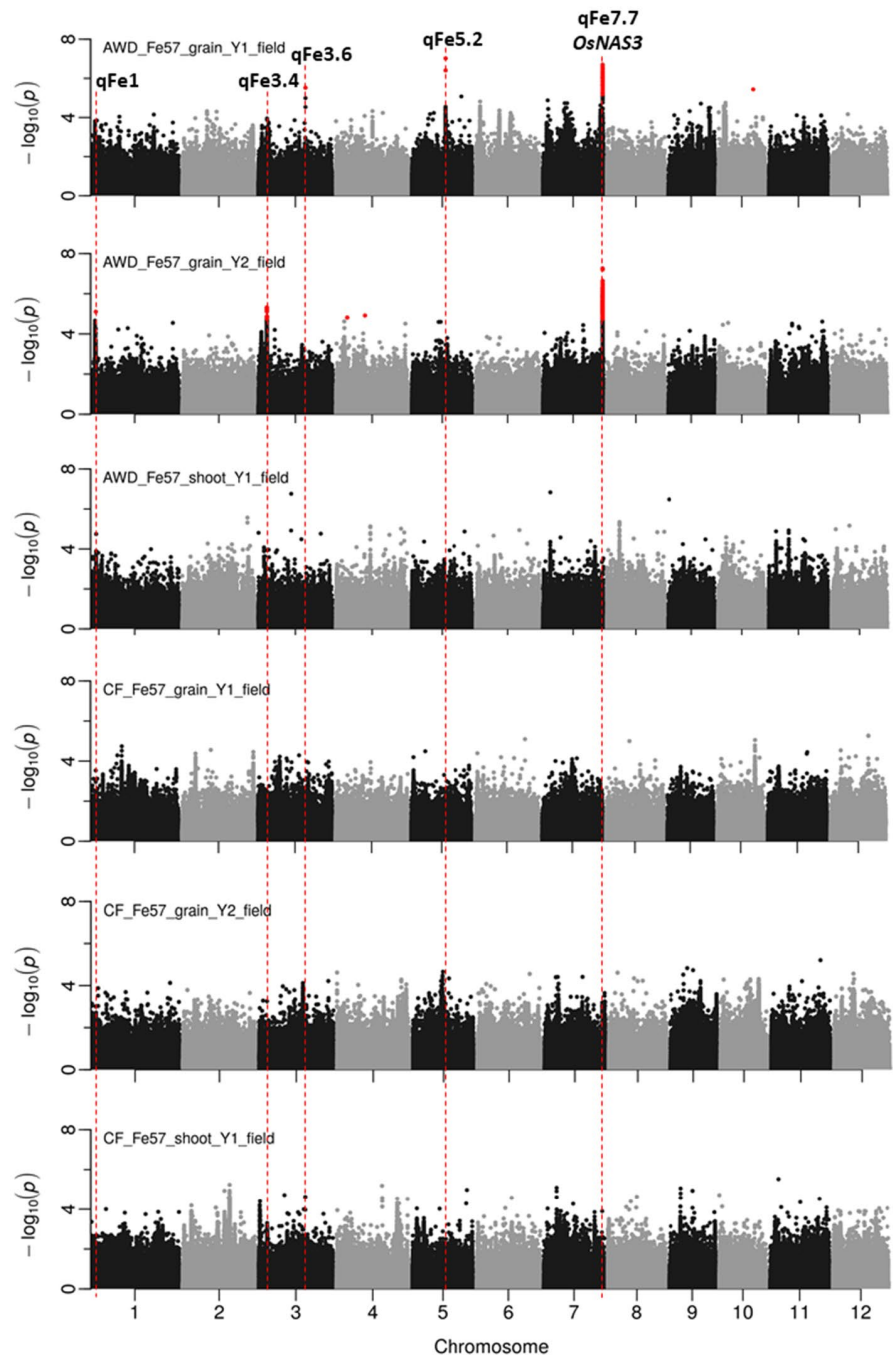 qFe7.7
OsNAS3
qFe5.2
qFe3.6
AWD_Fe57_grain_Y1_field
qFe1
qFe3.4
8
4
0
− log10(p)
AWD_Fe57_grain_Y2_field
8
4
0
− log10(p)
AWD_Fe57_shoot_Y1_field
8
4
0
− log10(p)
CF_Fe57_grain_Y1_field
8
4
0
− log10(p)
CF_Fe57_grain_Y2_field
8
4
0
− log10(p)
CF_Fe57_shoot_Y1_field
8
4
0
− log10(p)
1 2 3 4 5 6 7 8 9 10 11 12
Chromosome